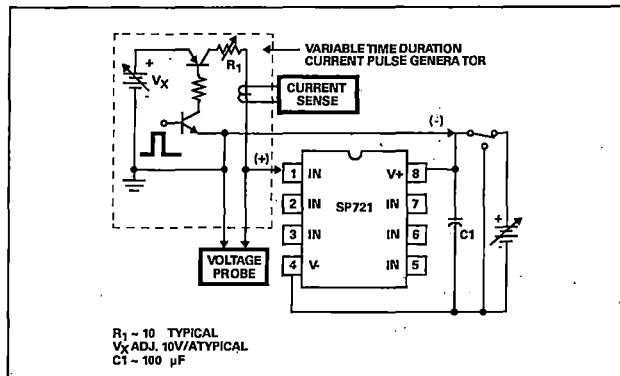 VARIABLE TIME DURATION
CURRENT PULSE GENERATOR
+
VX
-
R1
CURRENT
SENSE
(-)
(+)
1 IN
2 IN
3 IN
4 V-
SP721
V+ 8
IN 7
IN 6
IN 5
C1
+
-
VOLTAGE
PROBE
R1 ~ 10 TYPICAL
VX ADJ. 10V/ATYPICAL
C1 ~ 100 µF